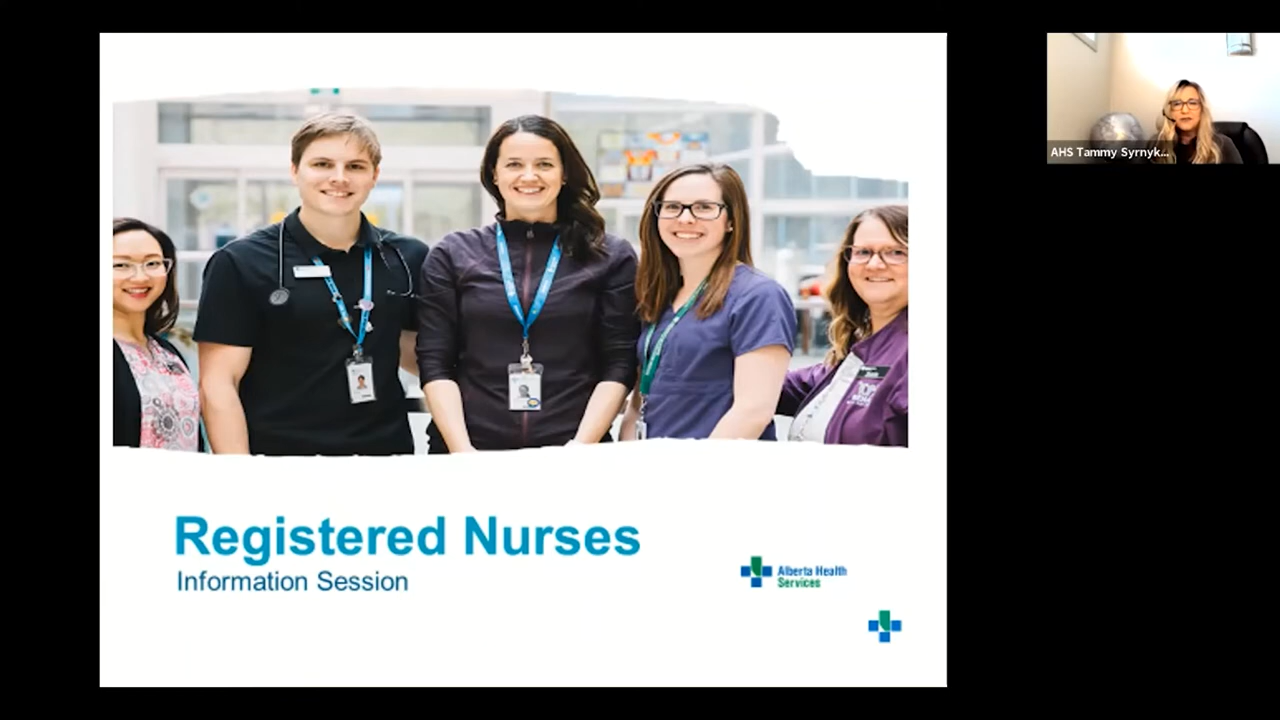 AHS Tammy Syrnyk...
Registered Nurses
Information Session
Alberta Health
Services